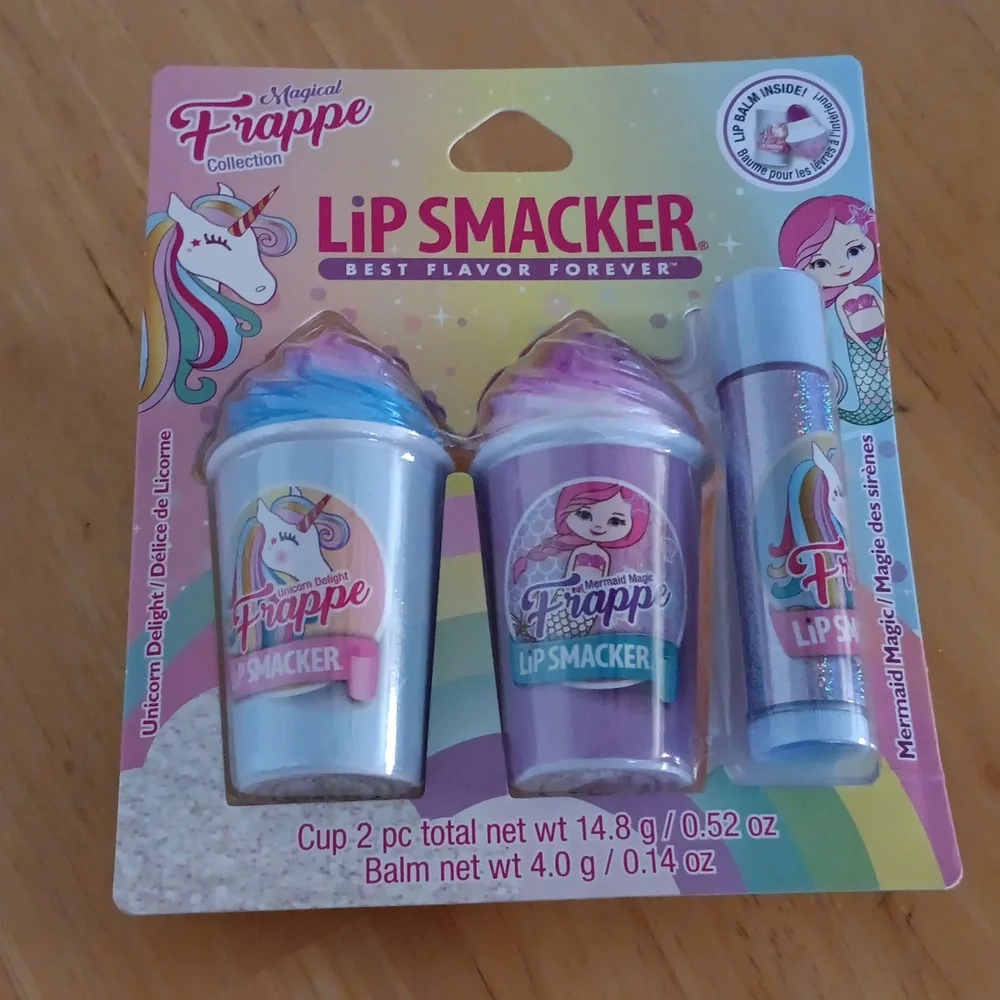 Magical
Frappe
Collection
LIP BALM INSIDE!
Baume pour les lèvres à l'intérieur!
LiP SMACKER®
BEST FLAVOR FOREVER™
Unicorn Delight / Délice de Licorne
Unicorn Delight
Frappe
LIP SMACKER
Mermaid Magic
Frappe
LiP SMACKER
Fr
LiP SM
Mermaid Magic / Magie des sirènes
Cup 2 pc total net wt 14.8 g / 0.52 oz
Balm net wt 4.0 g / 0.14 oz